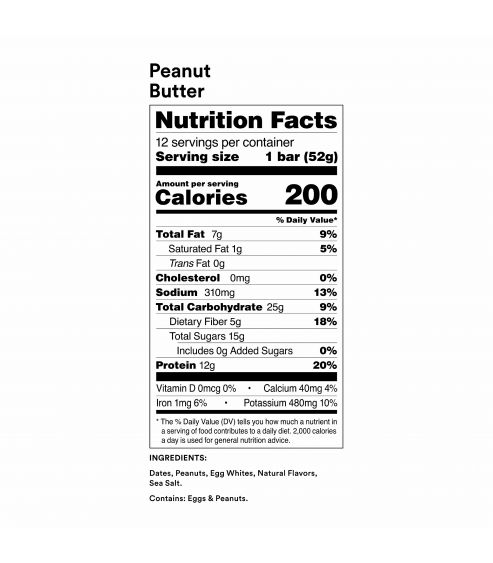 Peanut
Butter
Nutrition Facts
12 servings per container
Serving size 1 bar (52g)
Amount per serving
Calories 200
% Daily Value*
Total Fat 7g 9%
Saturated Fat 1g 5%
Trans Fat 0g
Cholesterol 0mg 0%
Sodium 310mg 13%
Total Carbohydrate 25g 9%
Dietary Fiber 5g 18%
Total Sugars 15g
Includes 0g Added Sugars 0%
Protein 12g 20%
Vitamin D 0mcg 0% • Calcium 40mg 4%
Iron 1mg 6% • Potassium 480mg 10%
* The % Daily Value (DV) tells you how much a nutrient in
a serving of food contributes to a daily diet. 2,000 calories
a day is used for general nutrition advice.
INGREDIENTS:
Dates, Peanuts, Egg Whites, Natural Flavors,
Sea Salt.
Contains: Eggs & Peanuts.